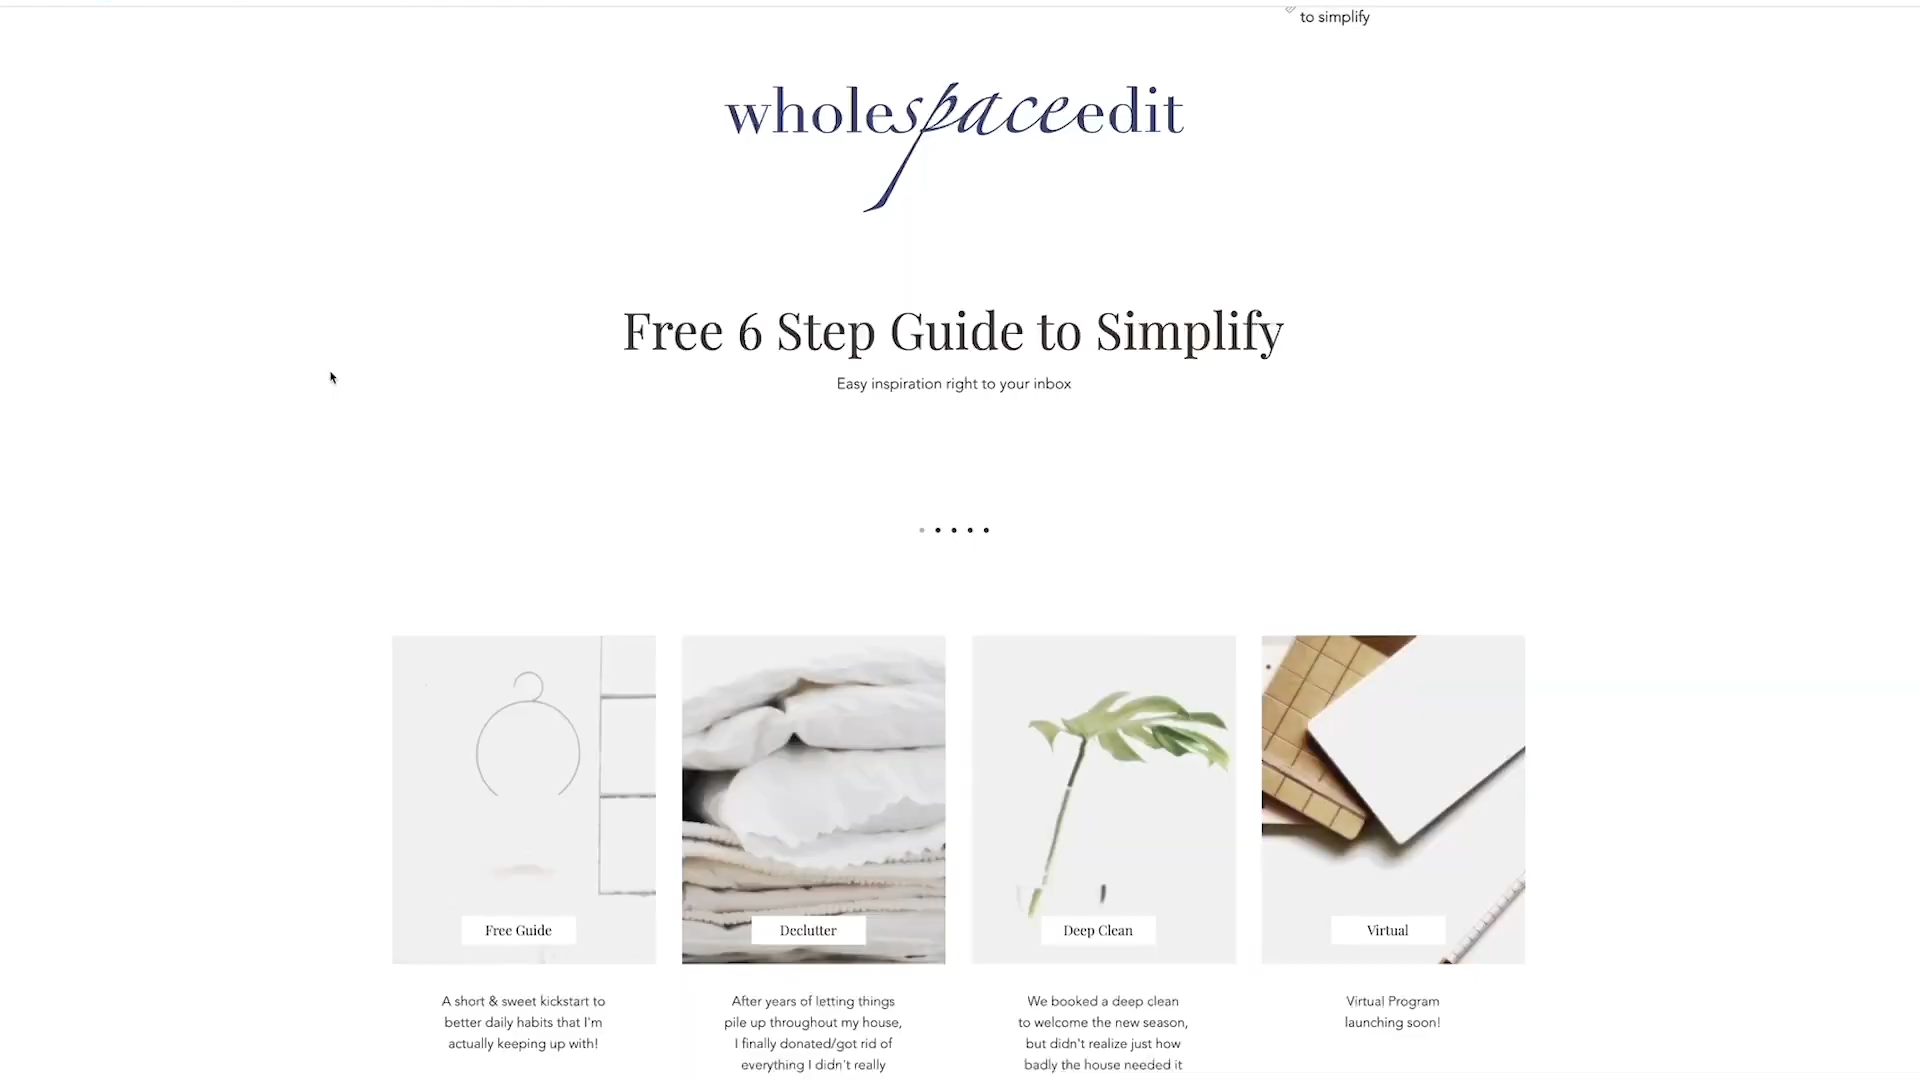 to simplify
wholespaceedit
Free 6 Step Guide to Simplify
Easy inspiration right to your inbox
Free Guide
Declutter
Deep Clean
Virtual
A short & sweet kickstart to
better daily habits that I'm
actually keeping up with!
After years of letting things
pile up throughout my house,
I finally donated/got rid of
everything I didn't really
We booked a deep clean
to welcome the new season,
but didn't realize just how
badly the house needed it
Virtual Program
launching soon!